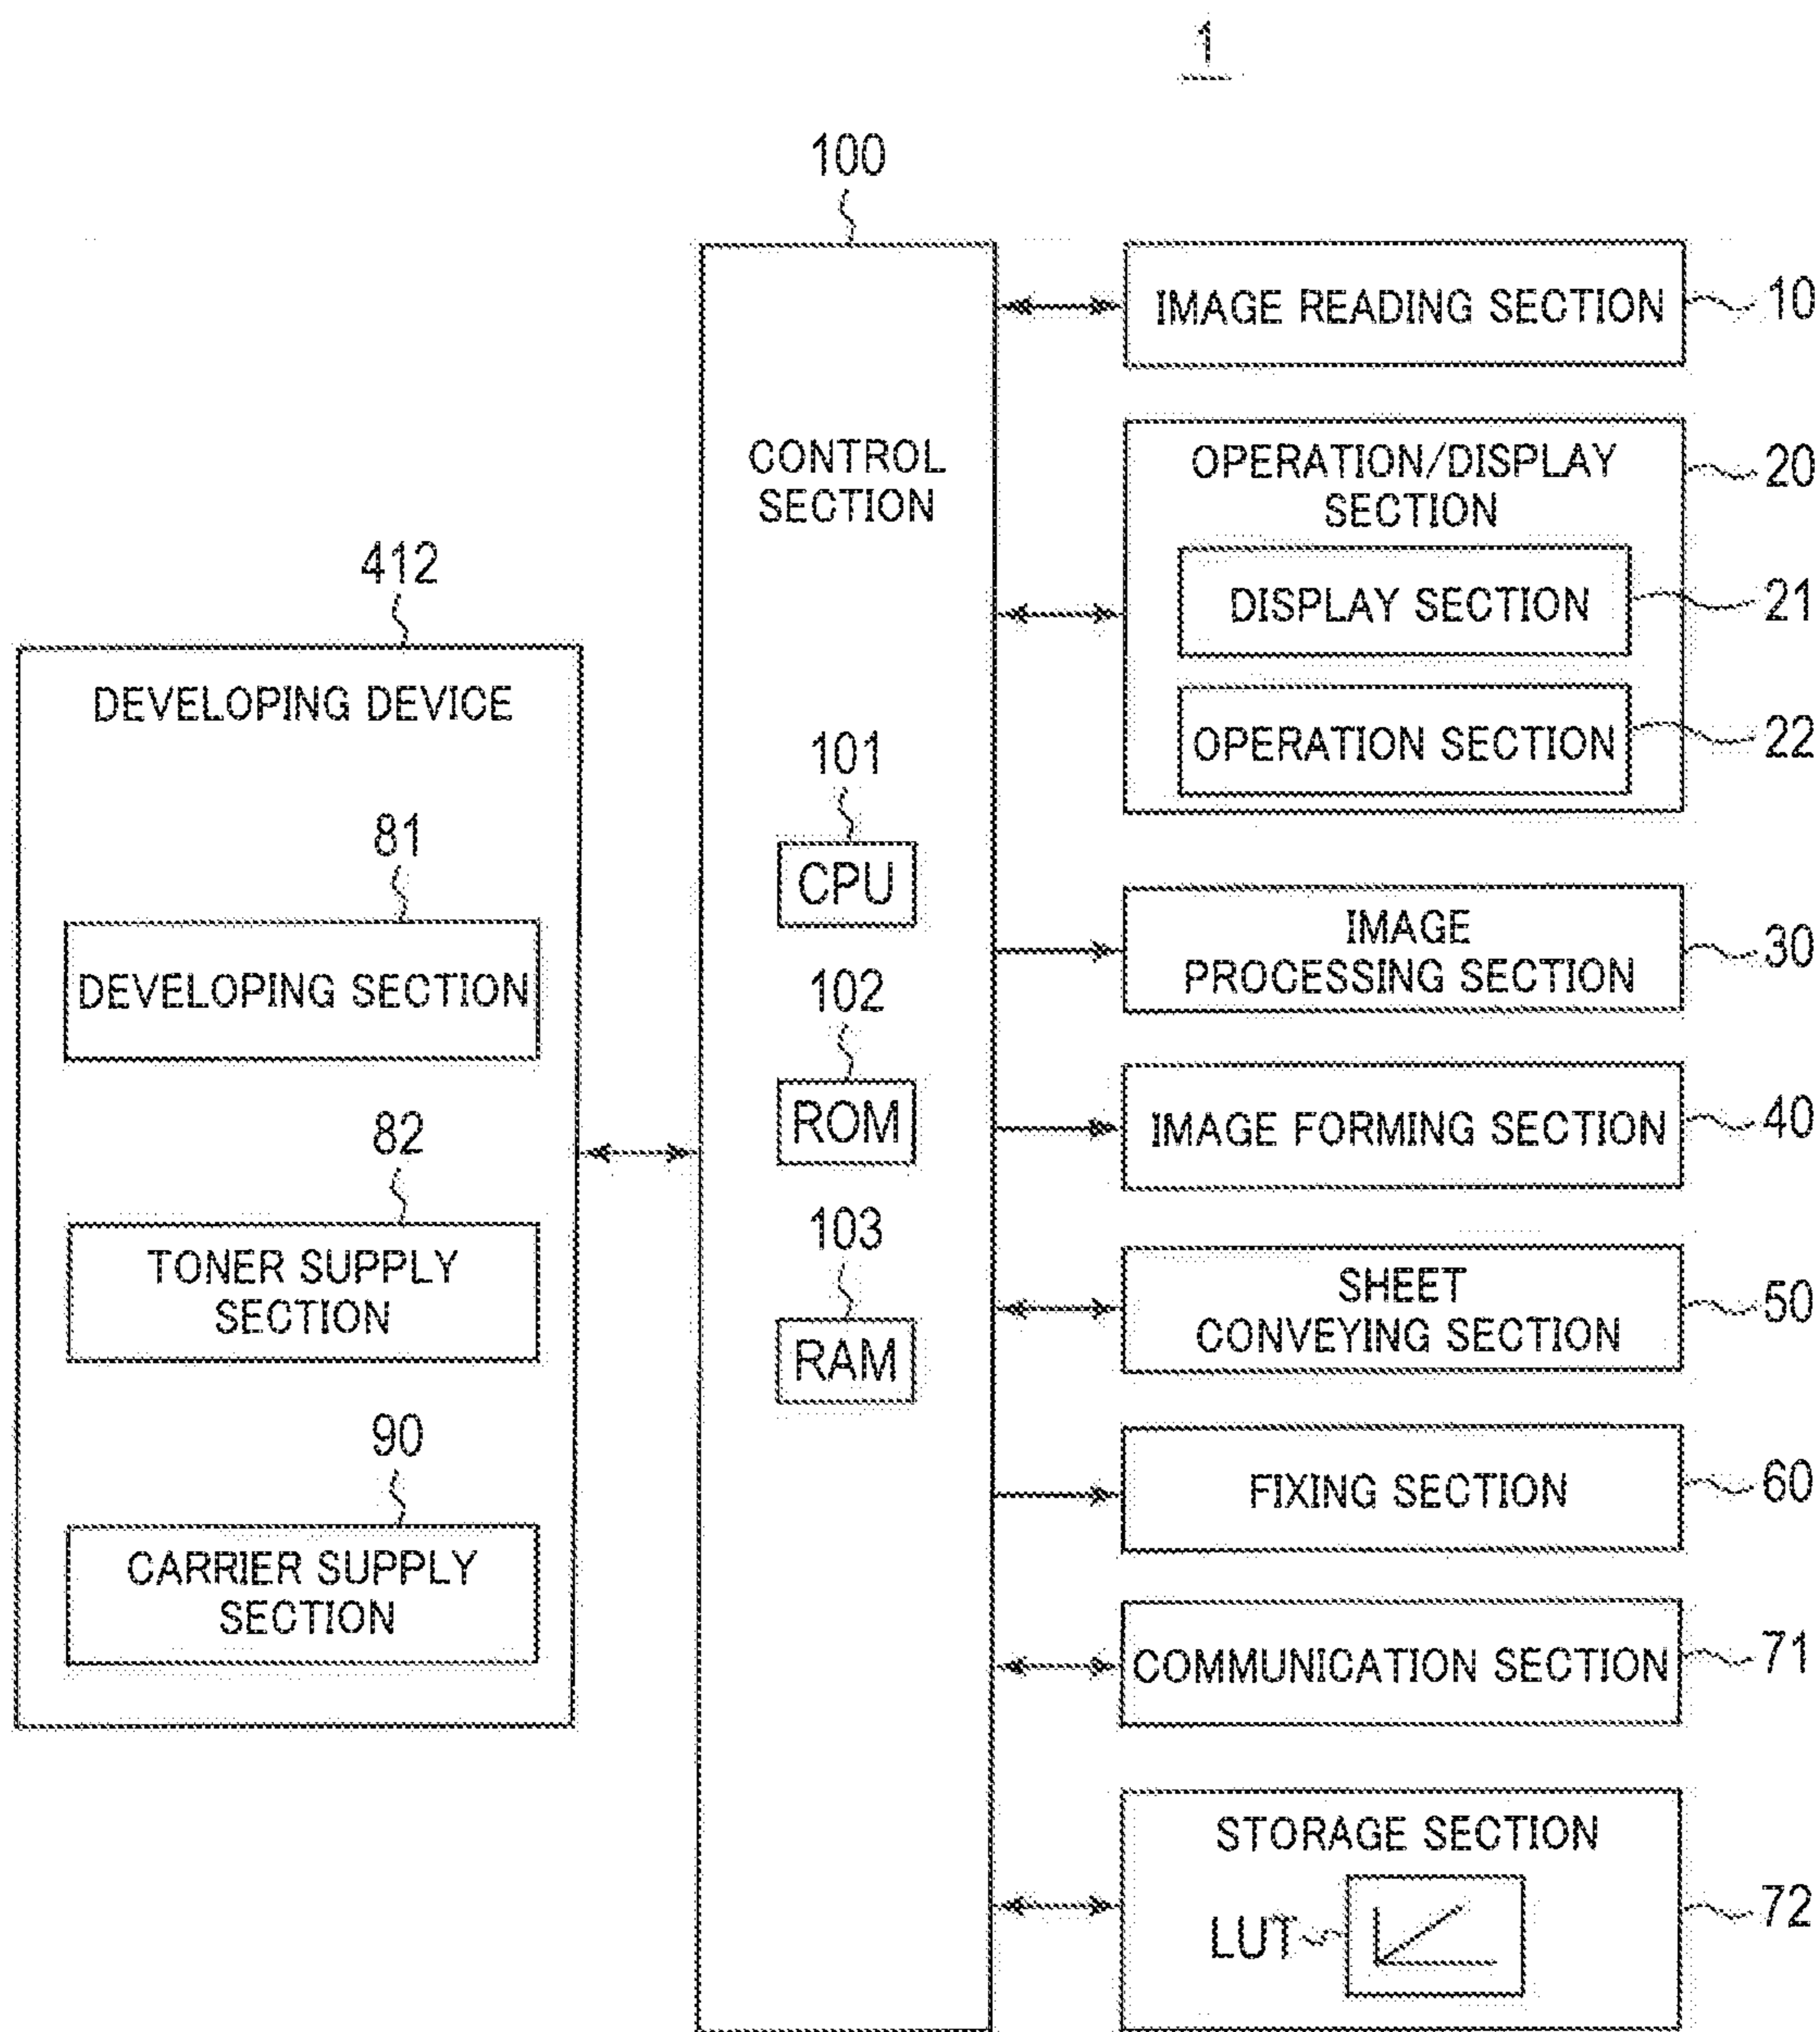 1
100
CONTROL
SECTION
101
CPU
102
ROM
103
RAM
412
DEVELOPING DEVICE
81
DEVELOPING SECTION
82
TONER SUPPLY
SECTION
90
CARRIER SUPPLY
SECTION
IMAGE READING SECTION 10
OPERATION/DISPLAY 20
SECTION
DISPLAY SECTION 21
OPERATION SECTION 22
IMAGE
PROCESSING SECTION 30
IMAGE FORMING SECTION 40
SHEET
CONVEYING SECTION 50
FIXING SECTION 60
COMMUNICATION SECTION 71
STORAGE SECTION
LUT 72